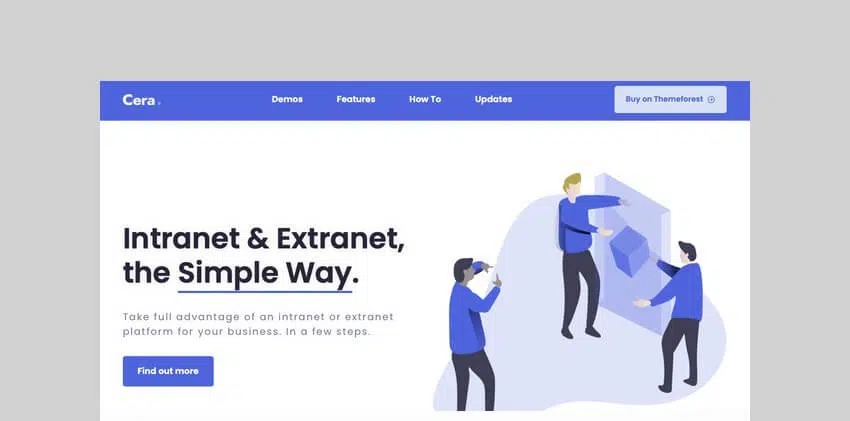 Cera
Demos
Features
How To
Updates
Buy on Themeforest
Intranet & Extranet,
the Simple Way.
Take full advantage of an intranet or extranet
platform for your business. In a few steps.
Find out more